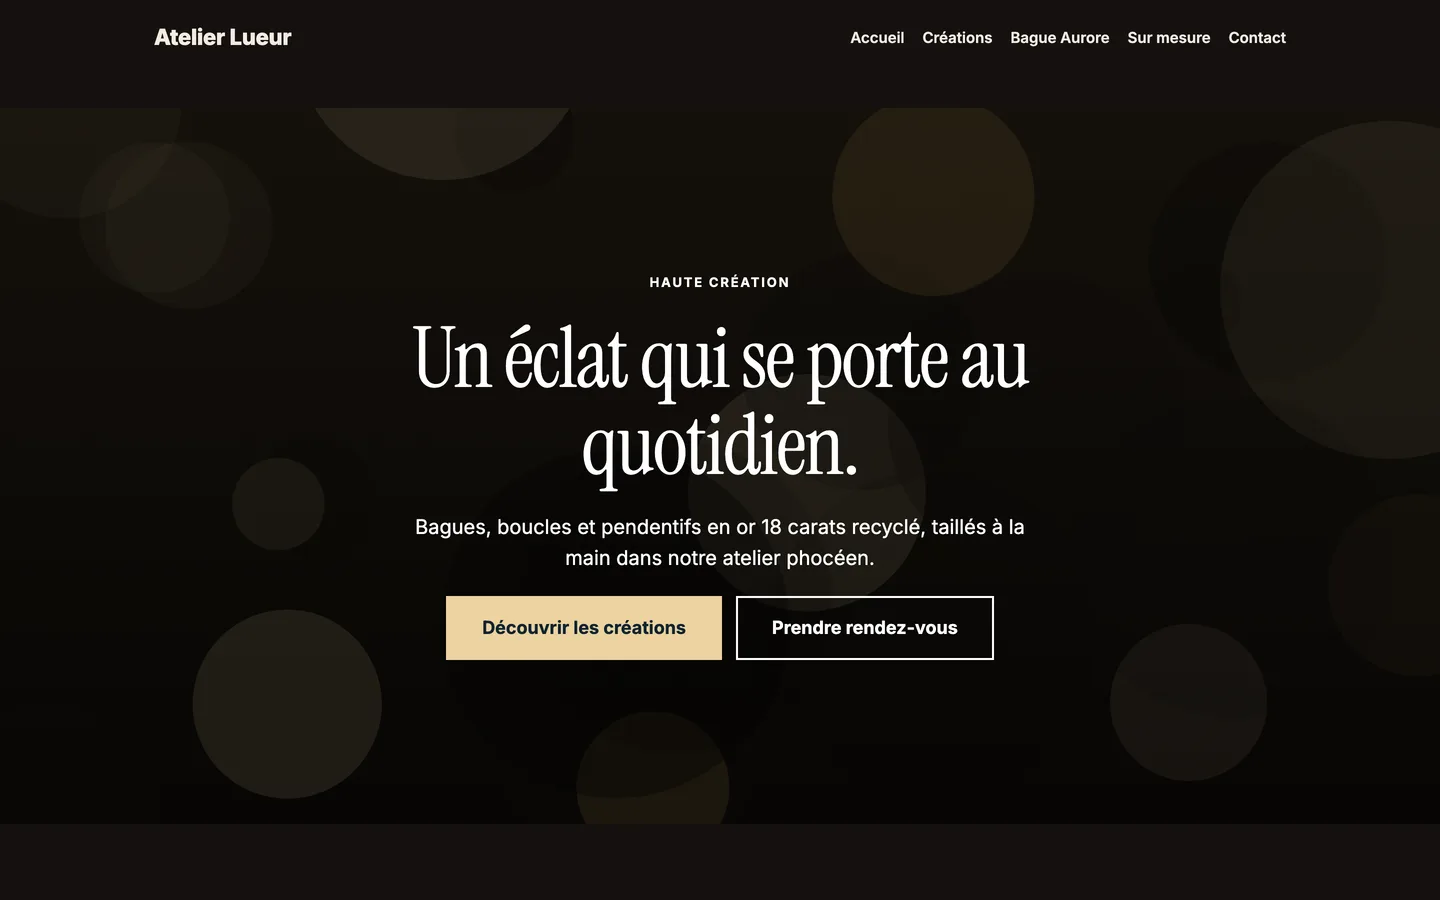 Atelier Lueur
Accueil Créations Bague Aurore Sur mesure Contact
HAUTE CRÉATION
Un éclat qui se porte au
quotidien.
Bagues, boucles et pendentifs en or 18 carats recyclé, taillés à la
main dans notre atelier phocéen.
Découvrir les créations
Prendre rendez-vous